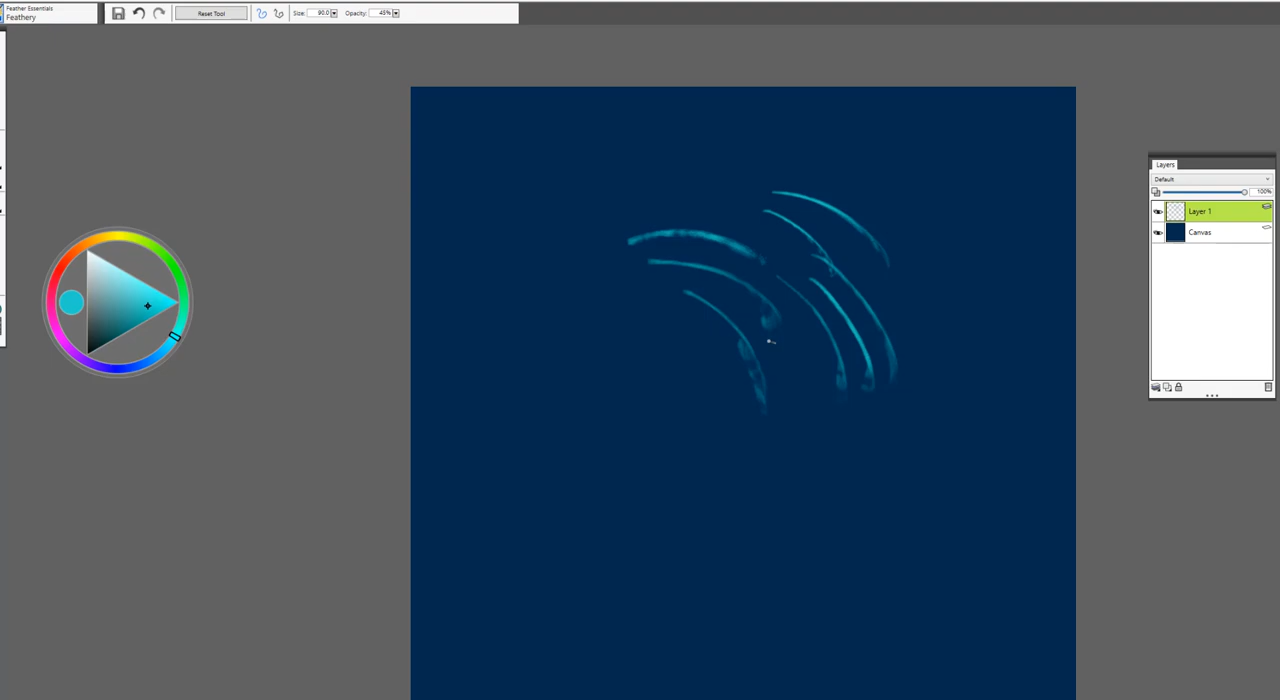 Feather Essentials
Feathery
Reset Tool
Size: 90.0
Opacity: 45%
Layers
Default
100%
Layer 1
Canvas